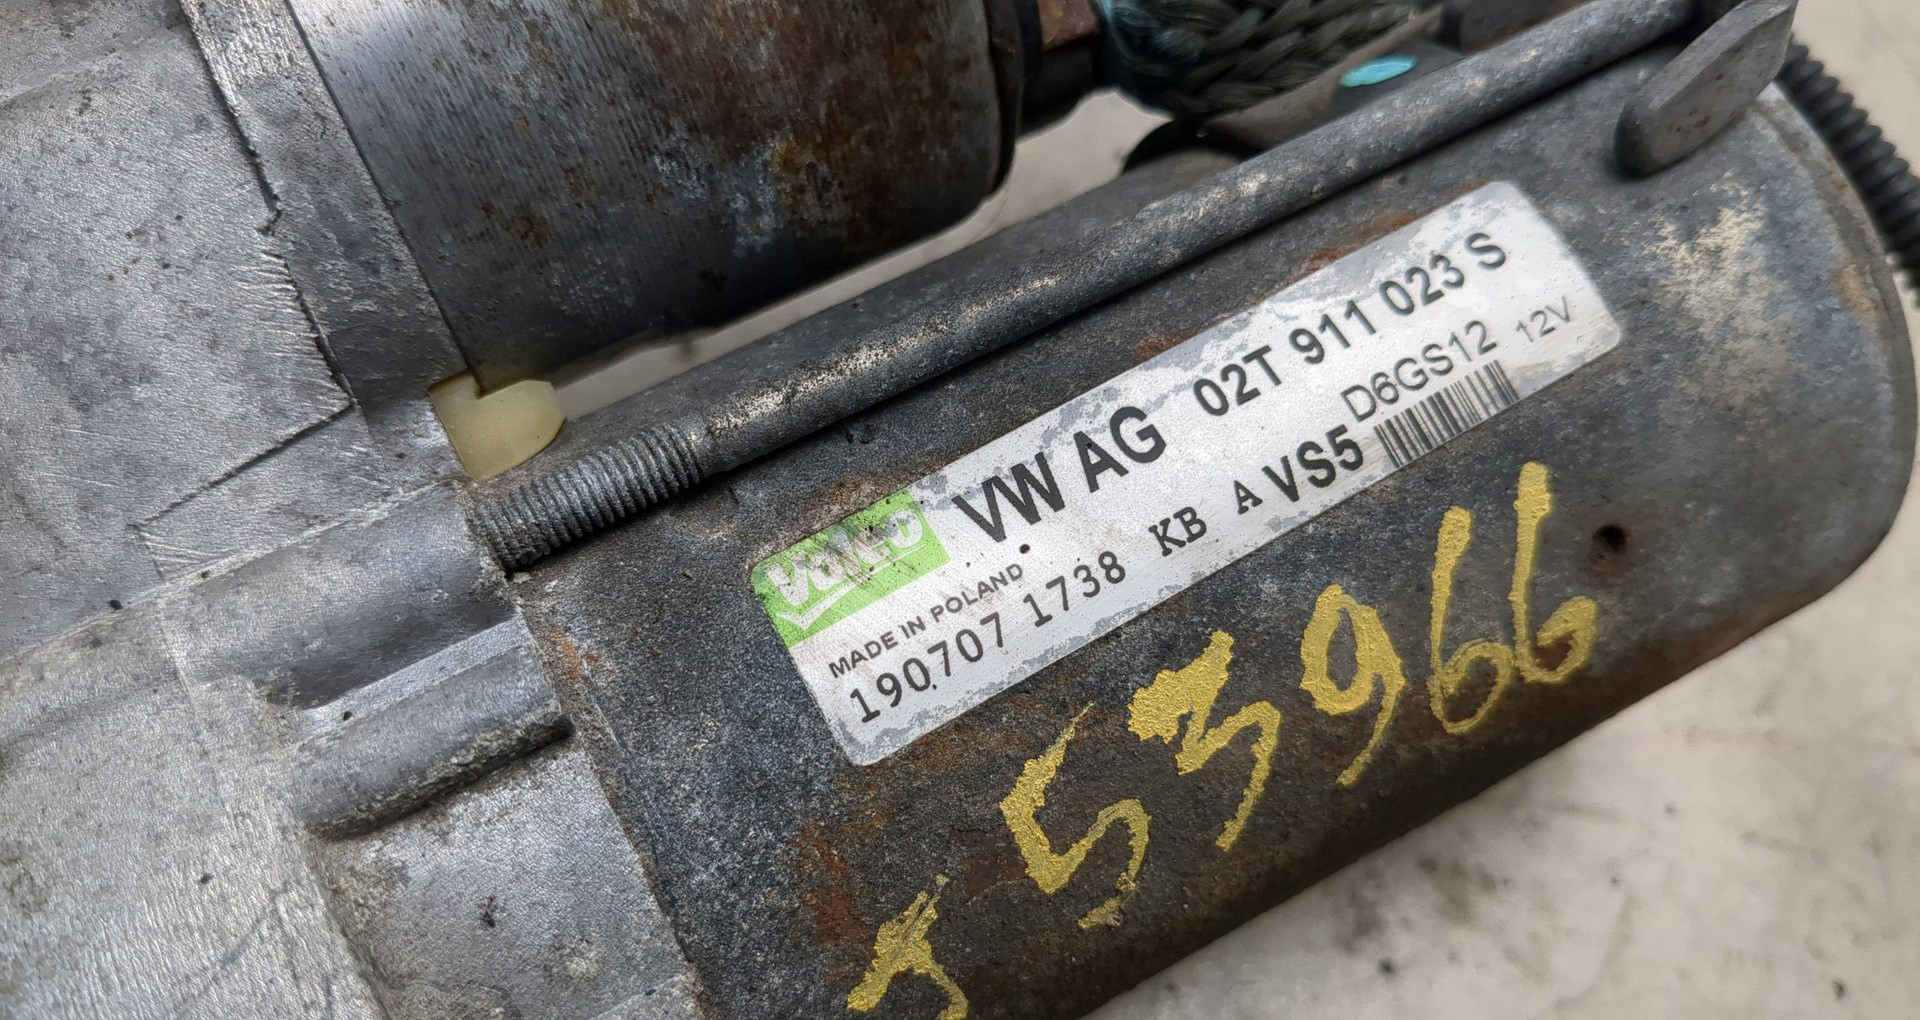 Valeo VW AG 02T 911 023 S
D6GS12 12V
MADE IN POLAND
190707 1738 KB A VS5
53966